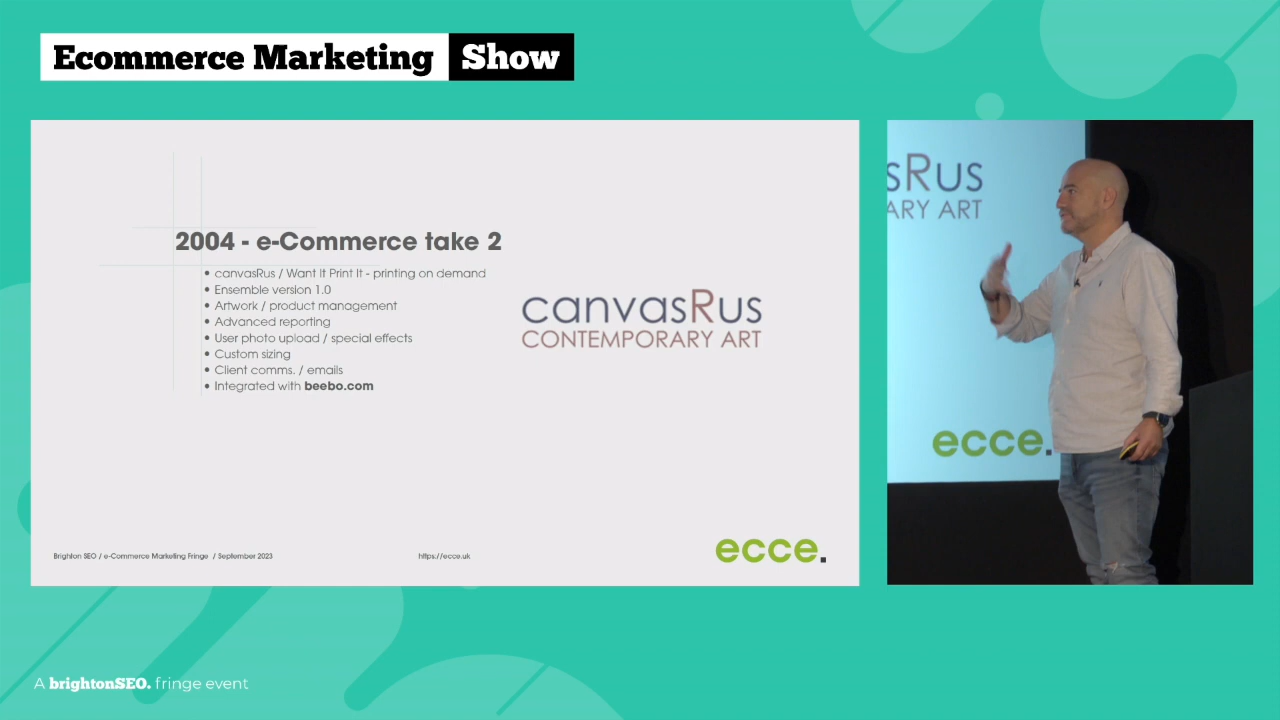 Ecommerce Marketing Show
2004 - e-Commerce take 2
• canvasRus / Want It Print It - printing on demand
• Ensemble version 1.0
• Artwork / product management
• Advanced reporting
• User photo upload / special effects
• Custom sizing
• Client comms. / emails
• Integrated with beebo.com
canvasRus
CONTEMPORARY ART
Brighton SEO / e-Commerce Marketing Fringe / September 2023
https://ecce.uk
ecce.
sRus
ARY ART
ecce.
A brightonSEO. fringe event